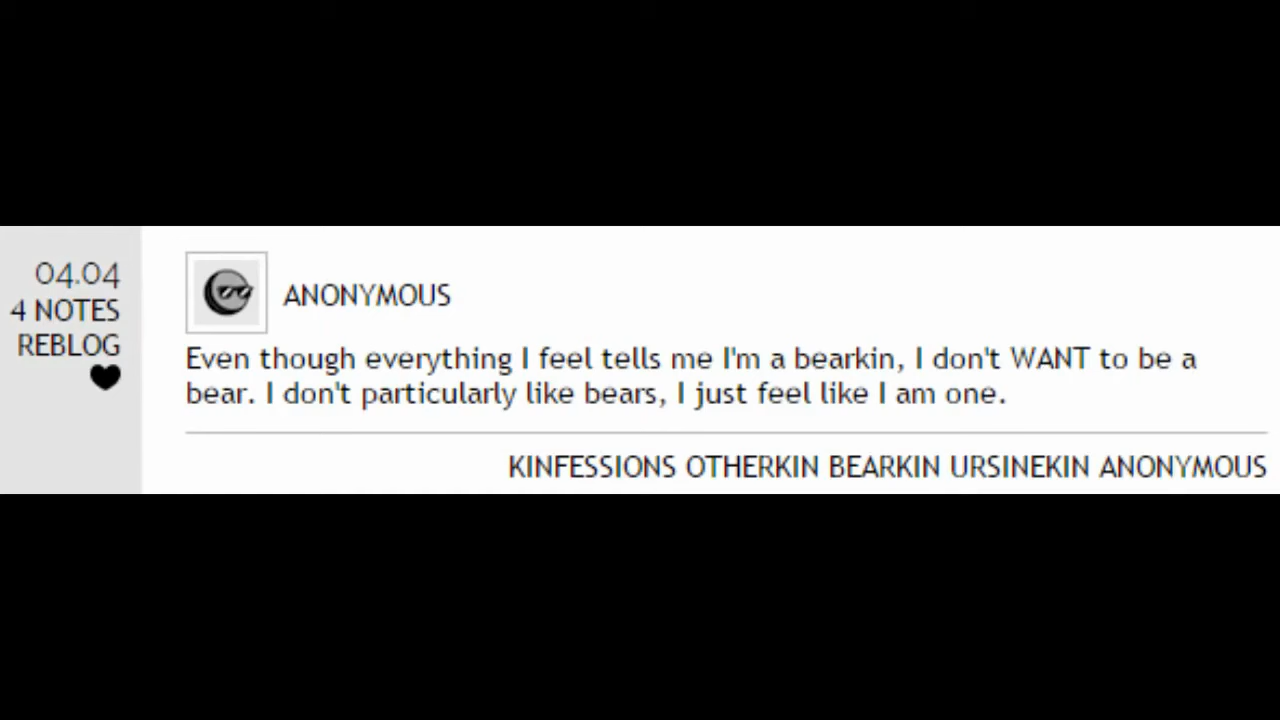 04.04
4 NOTES
REBLOG
ANONYMOUS
Even though everything I feel tells me I'm a bearkin, I don't WANT to be a
bear. I don't particularly like bears, I just feel like I am one.
KINFESSIONS OTHERKIN BEARKIN URSINEKIN ANONYMOUS